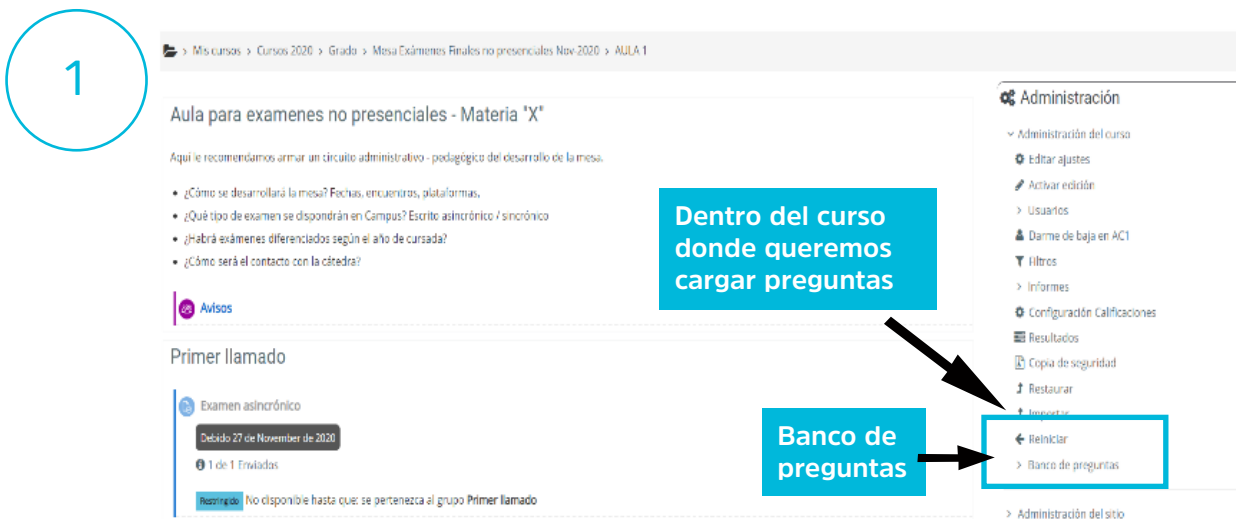 1
Mis cursos > Cursos 2020 > Grado > Mesa Exámenes Finales no presenciales Nov-2020 > AULA 1
Aula para examenes no presenciales - Materia "X"
Aquí le recomendamos armar un circuito administrativo - pedagógico del desarrollo de la mesa.
• ¿Cómo se desarrollará la mesa? Fechas, encuentros, plataformas,
• ¿Qué tipo de examen se dispondrán en Campus? Escrito asincrónico / sincrónico
• ¿Habrá exámenes diferenciados según el año de cursada?
• ¿Cómo será el contacto con la cátedra?
Avisos
Primer llamado
Examen asincrónico
Debido 27 de November de 2020
1 de 1 Enviados
Restringido No disponible hasta que: se pertenezca al grupo Primer llamado
Dentro del curso
donde queremos
cargar preguntas
Banco de
preguntas
Administración
Administración del curso
Editar ajustes
Activar edición
> Usuarios
Darme de baja en AC1
Filtros
> Informes
Configuración Calificaciones
Resultados
Copia de seguridad
Restaurar
Importar
Reiniciar
> Banco de preguntas
> Administración del sitio